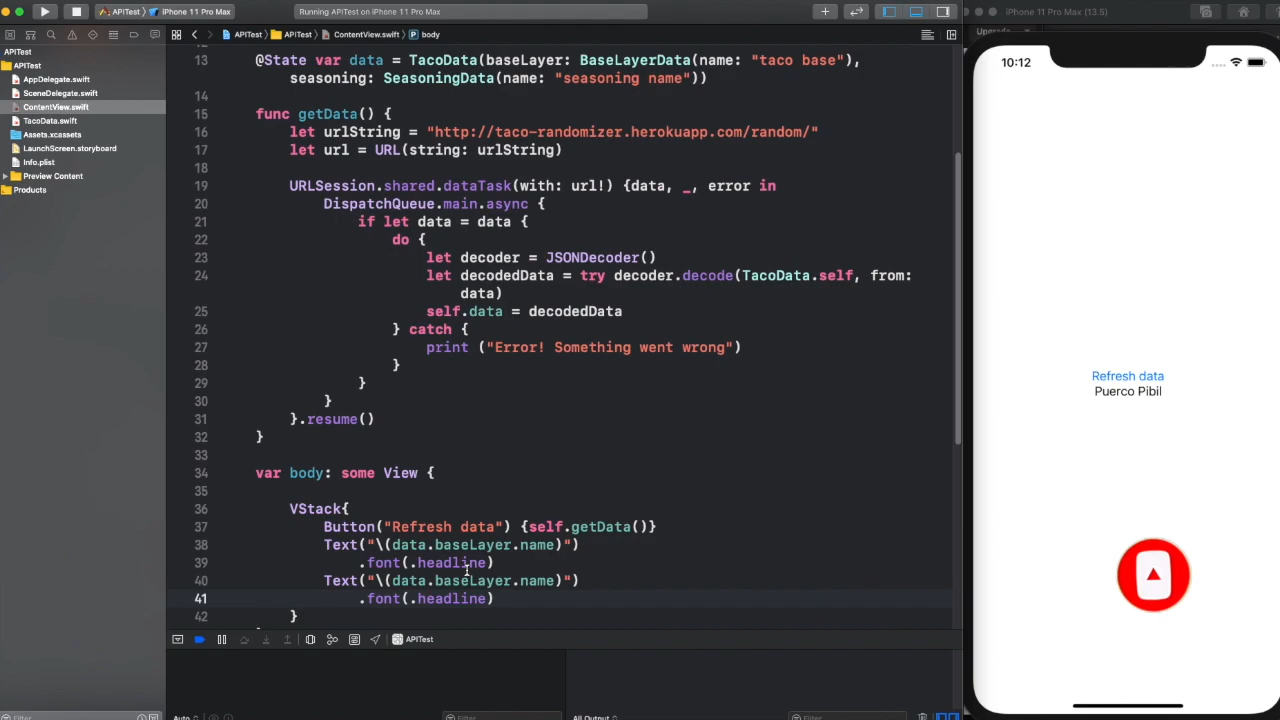 APITest
iPhone 11 Pro Max
Running APITest on iPhone 11 Pro Max
iPhone 11 Pro Max (13.5)
APITest
APITest
ContentView.swift
body
APITest
APITest
AppDelegate.swift
SceneDelegate.swift
ContentView.swift
TacoData.swift
Assets.xcassets
LaunchScreen.storyboard
Info.plist
Preview Content
Products
13 @State var data = TacoData(baseLayer: BaseLayerData(name: "taco base"),
seasoning: SeasoningData(name: "seasoning name"))
14
15 func getData() {
16 let urlString = "http://taco-randomizer.herokuapp.com/random/"
17 let url = URL(string: urlString)
18
19 URLSession.shared.dataTask(with: url!) {data, _, error in
20 DispatchQueue.main.async {
21 if let data = data {
22 do {
23 let decoder = JSONDecoder()
24 let decodedData = try decoder.decode(TacoData.self, from:
data)
25 self.data = decodedData
26 } catch {
27 print ("Error! Something went wrong")
28 }
29 }
30 }
31 }.resume()
32 }
33
34 var body: some View {
35
36 VStack{
37 Button("Refresh data") {self.getData()}
38 Text("\(data.baseLayer.name)")
39 .font(.headline)
40 Text("\(data.baseLayer.name)")
41 .font(.headline)
42 }
APITest
Filter
Auto
Filter
All Output
Filter
Upgrade
10:12
Refresh data
Puerco Pibil